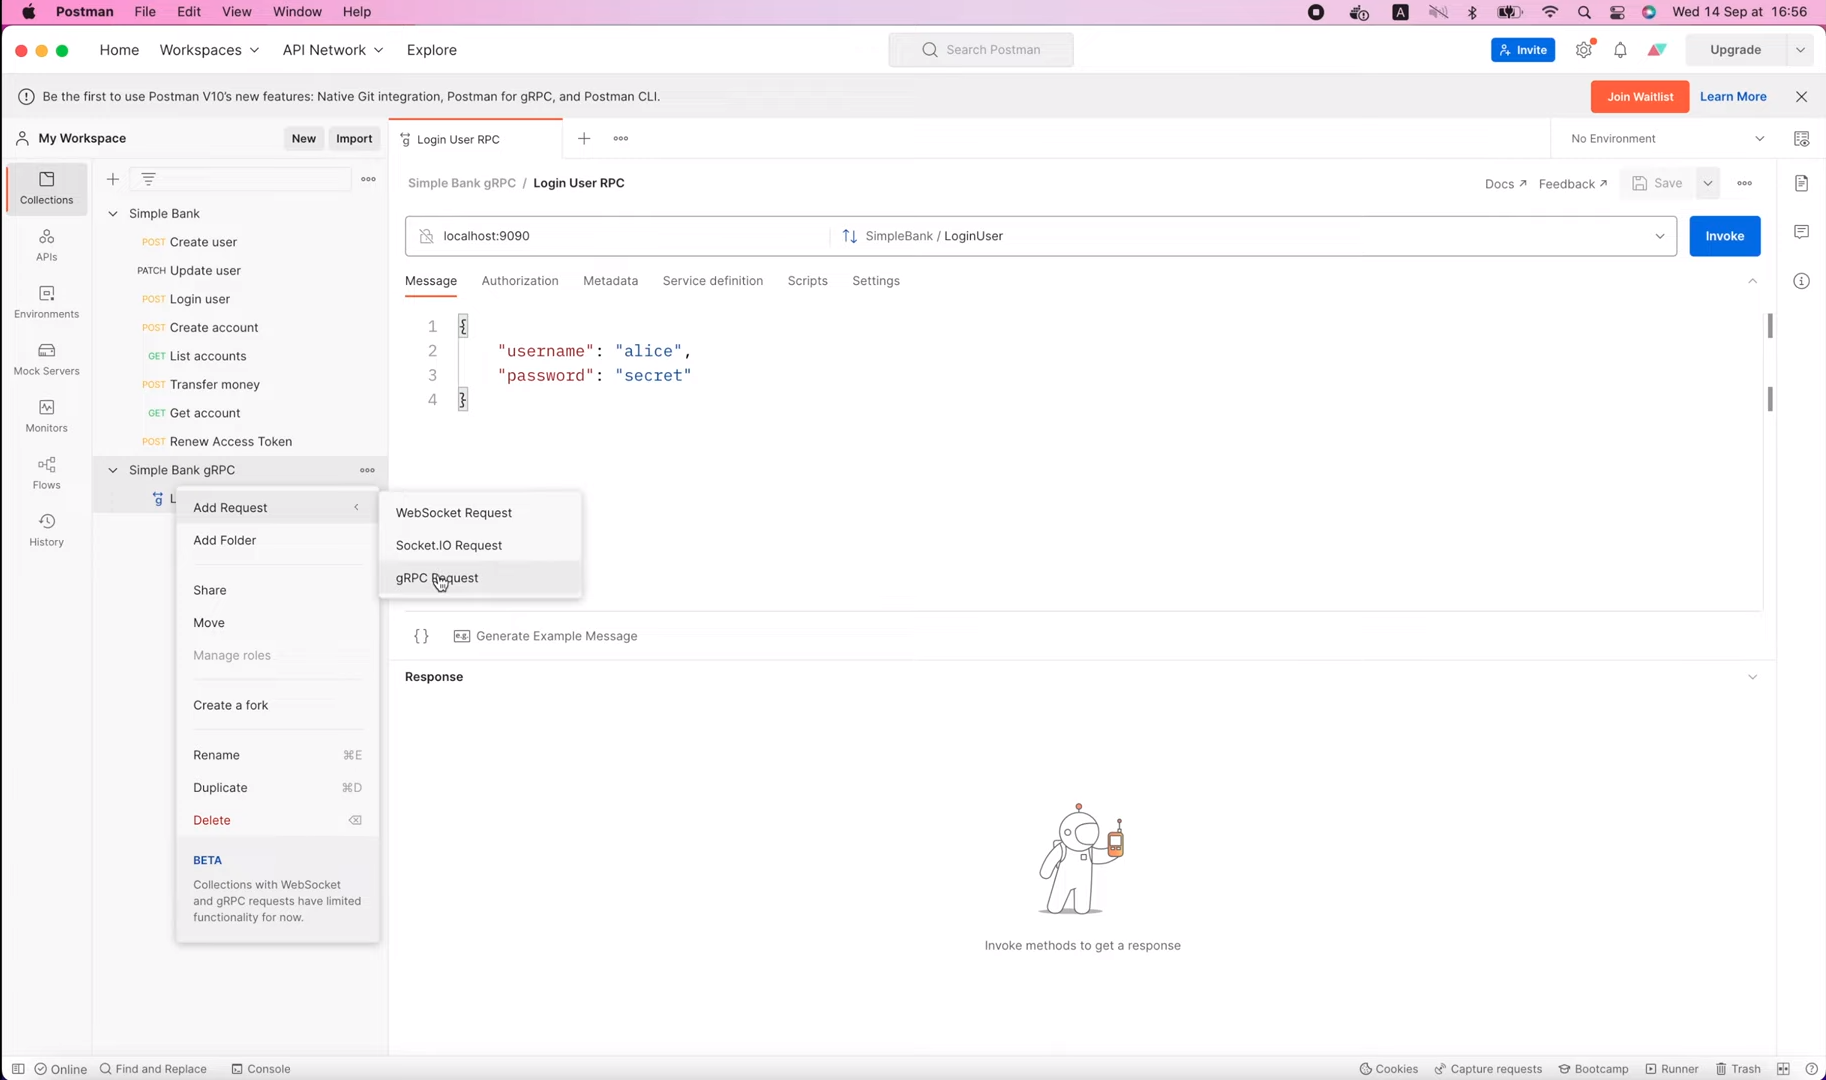 Postman File Edit View Window Help
A Wed 14 Sep at 16:56
Home Workspaces API Network Explore
Search Postman
Invite
Upgrade
Be the first to use Postman V10's new features: Native Git integration, Postman for gRPC, and Postman CLI.
Join Waitlist Learn More
My Workspace New Import
Login User RPC
No Environment
Collections
APIs
Environments
Mock Servers
Monitors
Flows
History
Simple Bank
POST Create user
PATCH Update user
POST Login user
POST Create account
GET List accounts
POST Transfer money
GET Get account
POST Renew Access Token
Simple Bank gRPC
L
Add Request
Add Folder
Share
Move
Manage roles
Create a fork
Rename ⌘E
Duplicate ⌘D
Delete ⌫
BETA
Collections with WebSocket
and gRPC requests have limited
functionality for now.
WebSocket Request
Socket.IO Request
gRPC Request
Simple Bank gRPC / Login User RPC
Docs ↗ Feedback ↗ Save
localhost:9090
SimpleBank / LoginUser
Invoke
Message Authorization Metadata Service definition Scripts Settings
1 {
2 "username": "alice",
3 "password": "secret"
4 }
{} e.g. Generate Example Message
Response
Invoke methods to get a response
Online Find and Replace Console
Cookies Capture requests Bootcamp Runner Trash